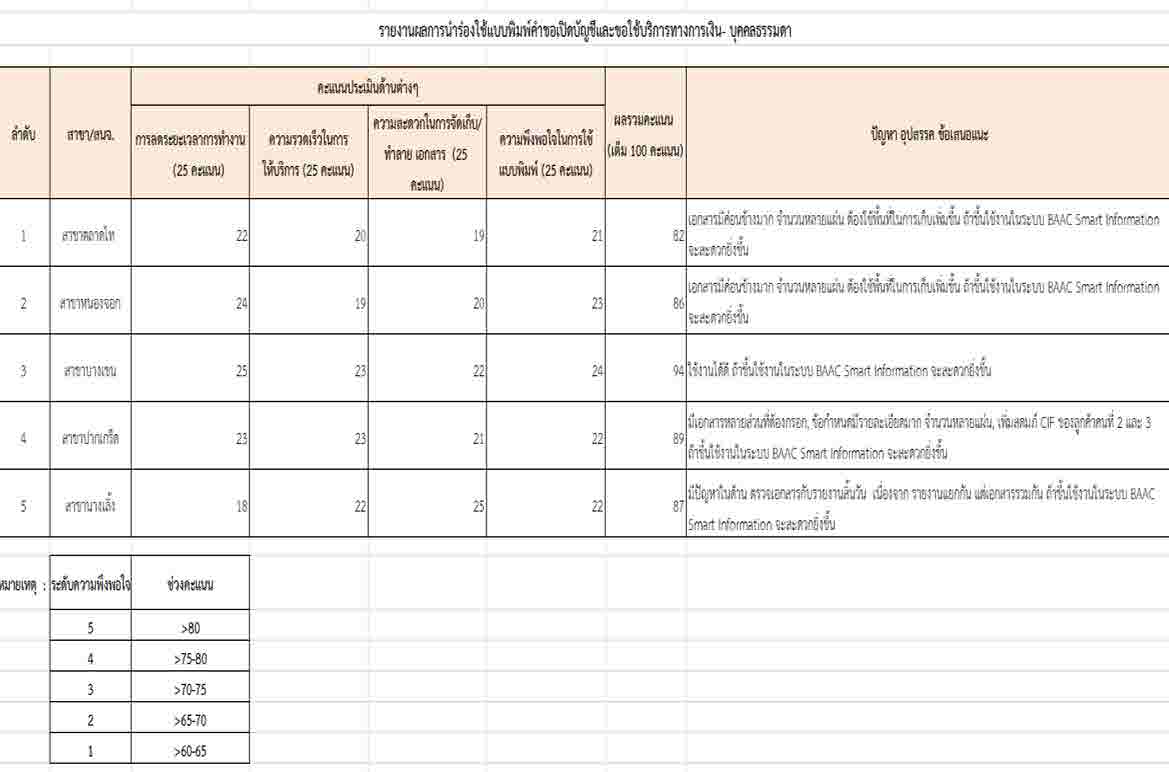 รายงานผลการนำร่องใช้แบบพิมพ์คำขอเปิดบัญชีและขอใช้บริการทางการเงิน- บุคคลธรรมดา
ลำดับ
สาขา/สนจ.
คะแนนประเมินด้านต่างๆ
การลดระยะเวลาการทำงาน
(25 คะแนน)
ความรวดเร็วในการ
ให้บริการ (25 คะแนน)
ความสะดวกในการจัดเก็บ/
ทำลาย เอกสาร (25
คะแนน)
ความพึงพอใจในการใช้
แบบพิมพ์ (25 คะแนน)
ผลรวมคะแนน
(เต็ม 100 คะแนน)
ปัญหา อุปสรรค ข้อเสนอแนะ
1 สาขาตลาดไท 22 20 19 21 82 เอกสารมีค่อนข้างมาก จำนวนหลายแผ่น ต้องใช้พื้นที่ในการเก็บเพิ่มขึ้น ถ้าขึ้นใช้งานในระบบ BAAC Smart Information
จะสะดวกยิ่งขึ้น
2 สาขาหนองจอก 24 19 20 23 86 เอกสารมีค่อนข้างมาก จำนวนหลายแผ่น ต้องใช้พื้นที่ในการเก็บเพิ่มขึ้น ถ้าขึ้นใช้งานในระบบ BAAC Smart Information
จะสะดวกยิ่งขึ้น
3 สาขาบางเขน 25 23 22 24 94 ใช้งานได้ดี ถ้าขึ้นใช้งานในระบบ BAAC Smart Information จะสะดวกยิ่งขึ้น
4 สาขาปากเกร็ด 23 23 21 22 89 มีเอกสารหลายส่วนที่ต้องกรอก, ข้อกำหนดมีรายละเอียดมาก จำนวนหลายแผ่น, เพิ่มสดมภ์ CIF ของลูกค้าคนที่ 2 และ 3
ถ้าขึ้นใช้งานในระบบ BAAC Smart Information จะสะดวกยิ่งขึ้น
5 สาขานางเลิ้ง 18 22 25 22 87 มีปัญหาในด้าน ตรวจเอกสารกับรายงานสิ้นวัน เนื่องจาก รายงานแยกกัน แต่เอกสารรวมกัน ถ้าขึ้นใช้งานในระบบ BAAC
Smart Information จะสะดวกยิ่งขึ้น
หมายเหตุ : ระดับความพึงพอใจ ช่วงคะแนน
5 >80
4 >75-80
3 >70-75
2 >65-70
1 >60-65